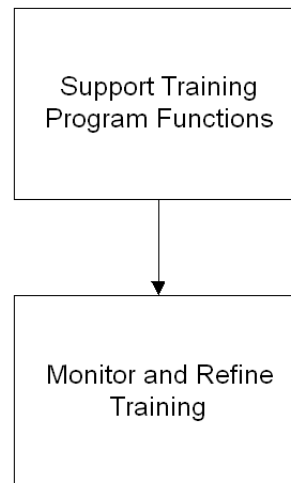 Support Training
Program Functions
Monitor and Refine
Training